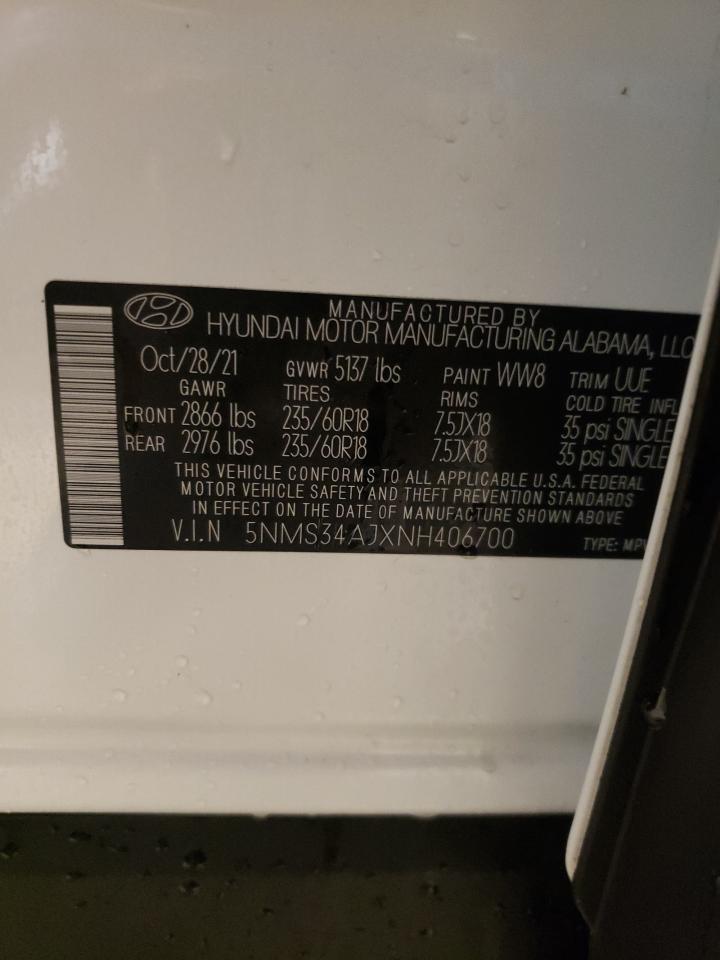 MANUFACTURED BY
HYUNDAI MOTOR MANUFACTURING ALABAMA, LLC
Oct/28/21 GVWR 5137 lbs PAINT WW8 TRIM UUE
GAWR TIRES RIMS COLD TIRE INFL
FRONT 2866 lbs 235/60R18 7.5JX18 35 psi SINGLE
REAR 2976 lbs 235/60R18 7.5JX18 35 psi SINGLE
THIS VEHICLE CONFORMS TO ALL APPLICABLE U.S.A. FEDERAL
MOTOR VEHICLE SAFETY AND THEFT PREVENTION STANDARDS
IN EFFECT ON THE DATE OF MANUFACTURE SHOWN ABOVE
V.I.N 5NMS34AJXNH406700 TYPE: MPV